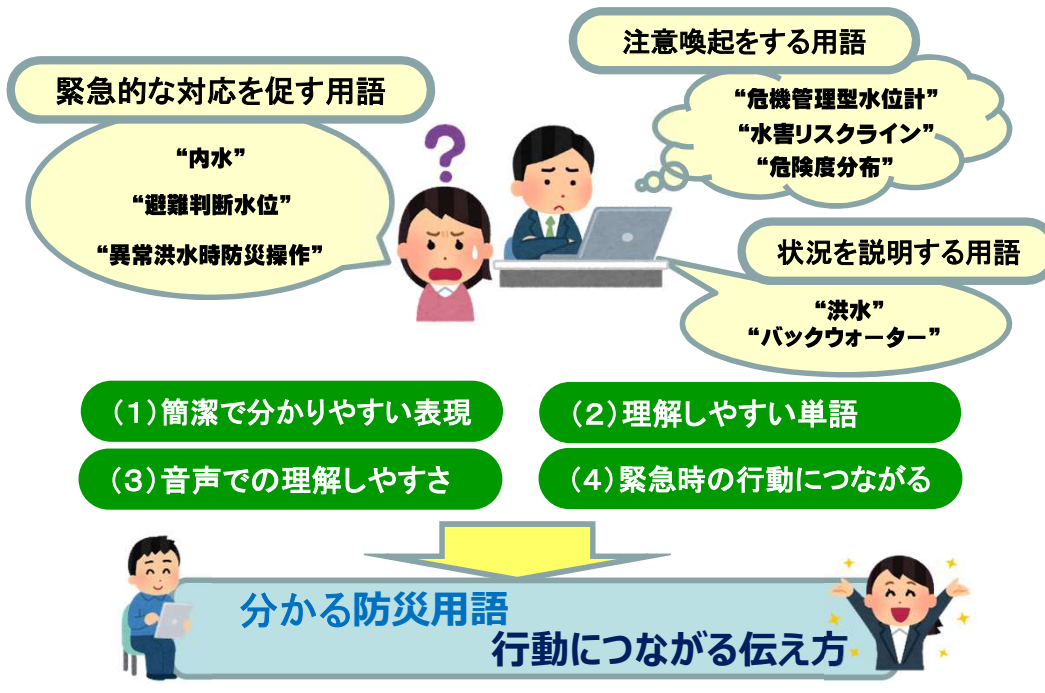 緊急的な対応を促す用語
“内水”
“避難判断水位”
“異常洪水時防災操作”
?
注意喚起をする用語
“危機管理型水位計”
“水害リスクライン”
“危険度分布”
状況を説明する用語
“洪水”
“バックウォーター”
（１）簡潔で分かりやすい表現
（２）理解しやすい単語
（３）音声での理解しやすさ
（４）緊急時の行動につながる
分かる防災用語
行動につながる伝え方